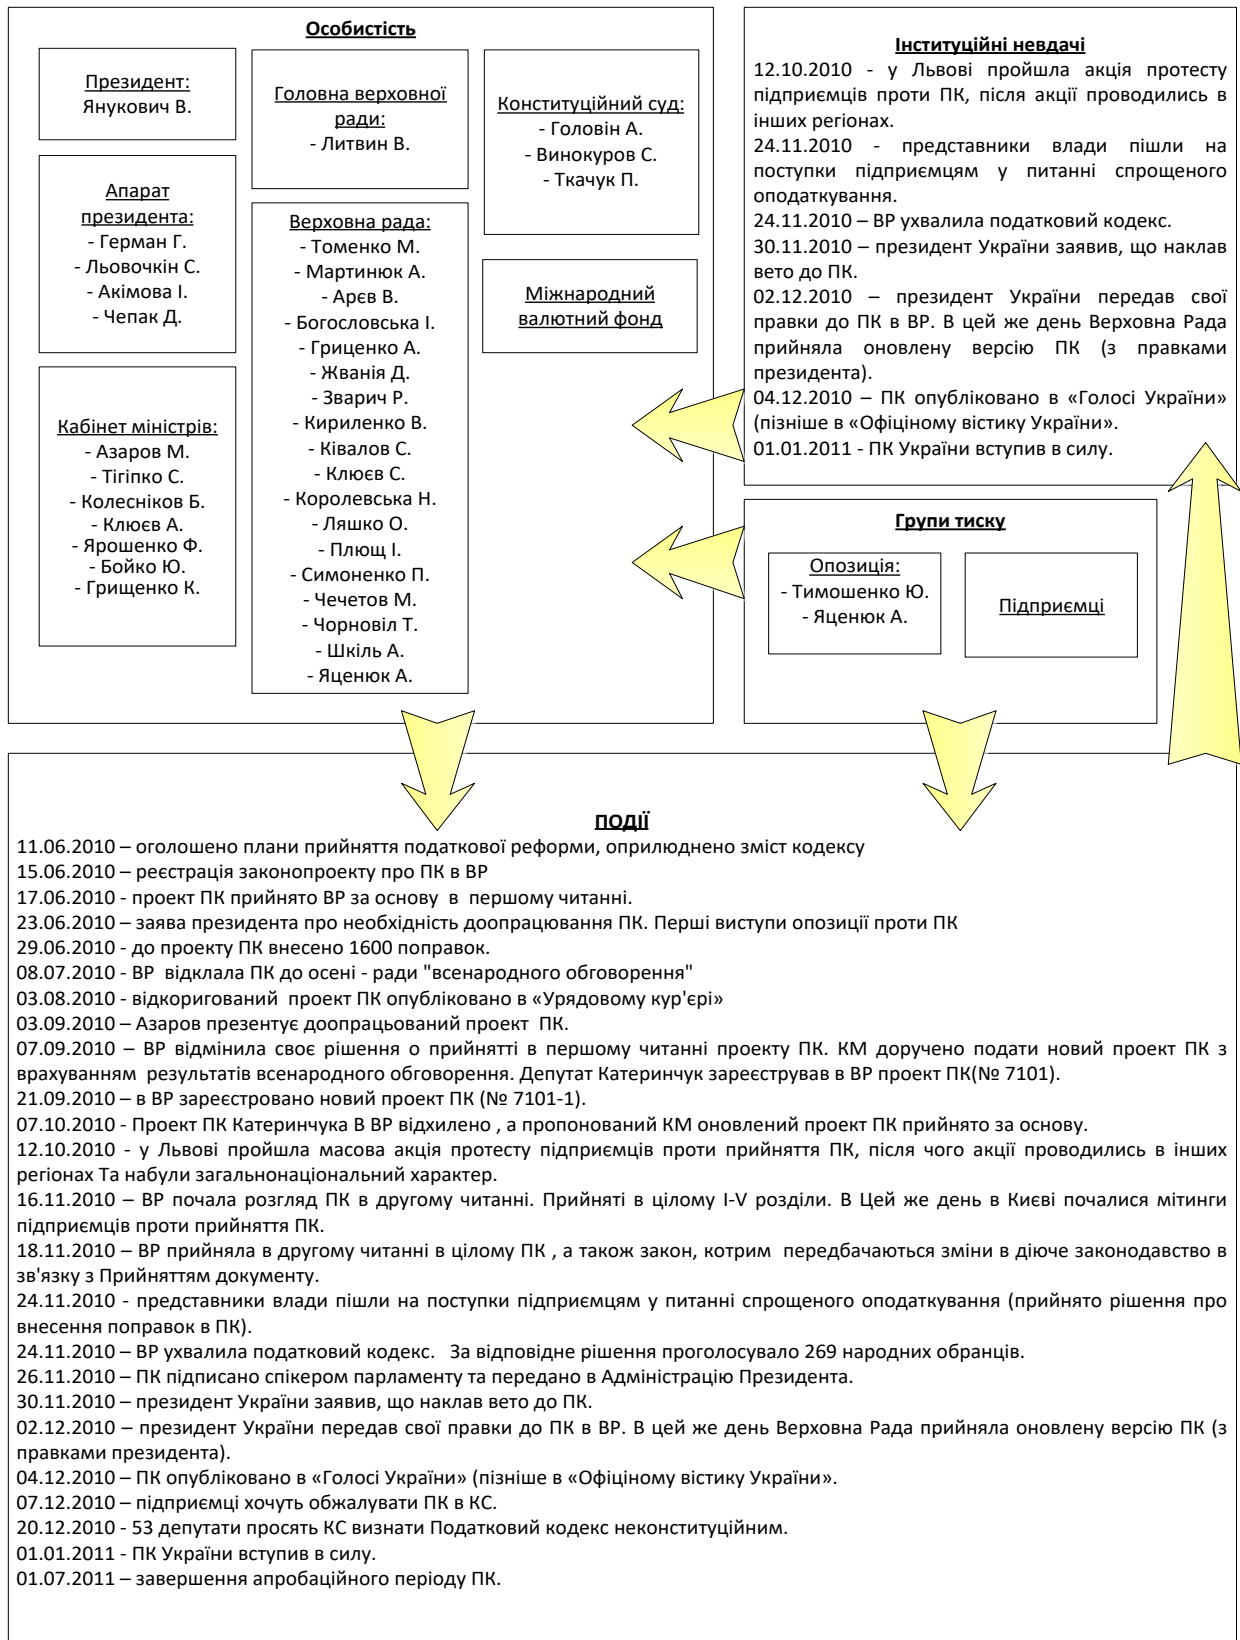 Особистість
Президент:
Янукович В.
Апарат
президента:
- Герман Г.
- Льовочкін С.
- Акімова І.
- Чепак Д.
Кабінет міністрів:
- Азаров М.
- Тігіпко С.
- Колесніков Б.
- Клюєв А.
- Ярошенко Ф.
- Бойко Ю.
- Грищенко К.
Головна верховної
ради:
- Литвин В.
Верховна рада:
- Томенко М.
- Мартинюк А.
- Арєв В.
- Богословська І.
- Гриценко А.
- Жванія Д.
- Зварич Р.
- Кириленко В.
- Ківалов С.
- Клюєв С.
- Королевська Н.
- Ляшко О.
- Плющ І.
- Симоненко П.
- Чечетов М.
- Чорновіл Т.
- Шкіль А.
- Яценюк А.
Конституційний суд:
- Головін А.
- Винокуров С.
- Ткачук П.
Міжнародний
валютний фонд
Інституційні невдачі
12.10.2010 - у Львові пройшла акція протесту
підприємців проти ПК, після акції проводились в
інших регіонах.
24.11.2010 - представники влади пішли на
поступки підприємцям у питанні спрощеного
оподаткування.
24.11.2010 – ВР ухвалила податковий кодекс.
30.11.2010 – президент України заявив, що наклав
вето до ПК.
02.12.2010 – президент України передав свої
правки до ПК в ВР. В цей же день Верховна Рада
прийняла оновлену версію ПК (з правками
президента).
04.12.2010 – ПК опубліковано в «Голосі України»
(пізніше в «Офіціному вістику України».
01.01.2011 - ПК України вступив в силу.
Групи тиску
Опозиція:
- Тимошенко Ю.
- Яценюк А.
Підприємці
ПОДІЇ
11.06.2010 – оголошено плани прийняття податкової реформи, оприлюднено зміст кодексу
15.06.2010 – реєстрація законопроекту про ПК в ВР
17.06.2010 - проект ПК прийнято ВР за основу в першому читанні.
23.06.2010 – заява президента про необхідність доопрацювання ПК. Перші виступи опозиції проти ПК
29.06.2010 - до проекту ПК внесено 1600 поправок.
08.07.2010 - ВР відклала ПК до осені - ради "всенародного обговорення"
03.08.2010 - відкоригований проект ПК опубліковано в «Урядовому кур'єрі»
03.09.2010 – Азаров презентує доопрацьований проект ПК.
07.09.2010 – ВР відмінила своє рішення о прийнятті в першому читанні проекту ПК. КМ доручено подати новий проект ПК з
врахуванням результатів всенародного обговорення. Депутат Катеринчук зареєстрував в ВР проект ПК(№ 7101).
21.09.2010 – в ВР зареєстровано новий проект ПК (№ 7101-1).
07.10.2010 - Проект ПК Катеринчука В ВР відхилено , а пропонований КМ оновлений проект ПК прийнято за основу.
12.10.2010 - у Львові пройшла масова акція протесту підприємців проти прийняття ПК, після чого акції проводились в інших
регіонах Та набули загальнонаціональний характер.
16.11.2010 – ВР почала розгляд ПК в другому читанні. Прийняті в цілому I-V розділи. В Цей же день в Києві почалися мітинги
підприємців проти прийняття ПК.
18.11.2010 – ВР прийняла в другому читанні в цілому ПК , а також закон, котрим передбачаються зміни в діюче законодавство в
зв'язку з Прийняттям документу.
24.11.2010 - представники влади пішли на поступки підприємцям у питанні спрощеного оподаткування (прийнято рішення про
внесення поправок в ПК).
24.11.2010 – ВР ухвалила податковий кодекс. За відповідне рішення проголосувало 269 народних обранців.
26.11.2010 – ПК підписано спікером парламенту та передано в Адміністрацію Президента.
30.11.2010 – президент України заявив, що наклав вето до ПК.
02.12.2010 – президент України передав свої правки до ПК в ВР. В цей же день Верховна Рада прийняла оновлену версію ПК (з
правками президента).
04.12.2010 – ПК опубліковано в «Голосі України» (пізніше в «Офіціному вістику України».
07.12.2010 – підприємці хочуть обжалувати ПК в КС.
20.12.2010 - 53 депутати просять КС визнати Податковий кодекс неконституційним.
01.01.2011 - ПК України вступив в силу.
01.07.2011 – завершення апробаційного періоду ПК.